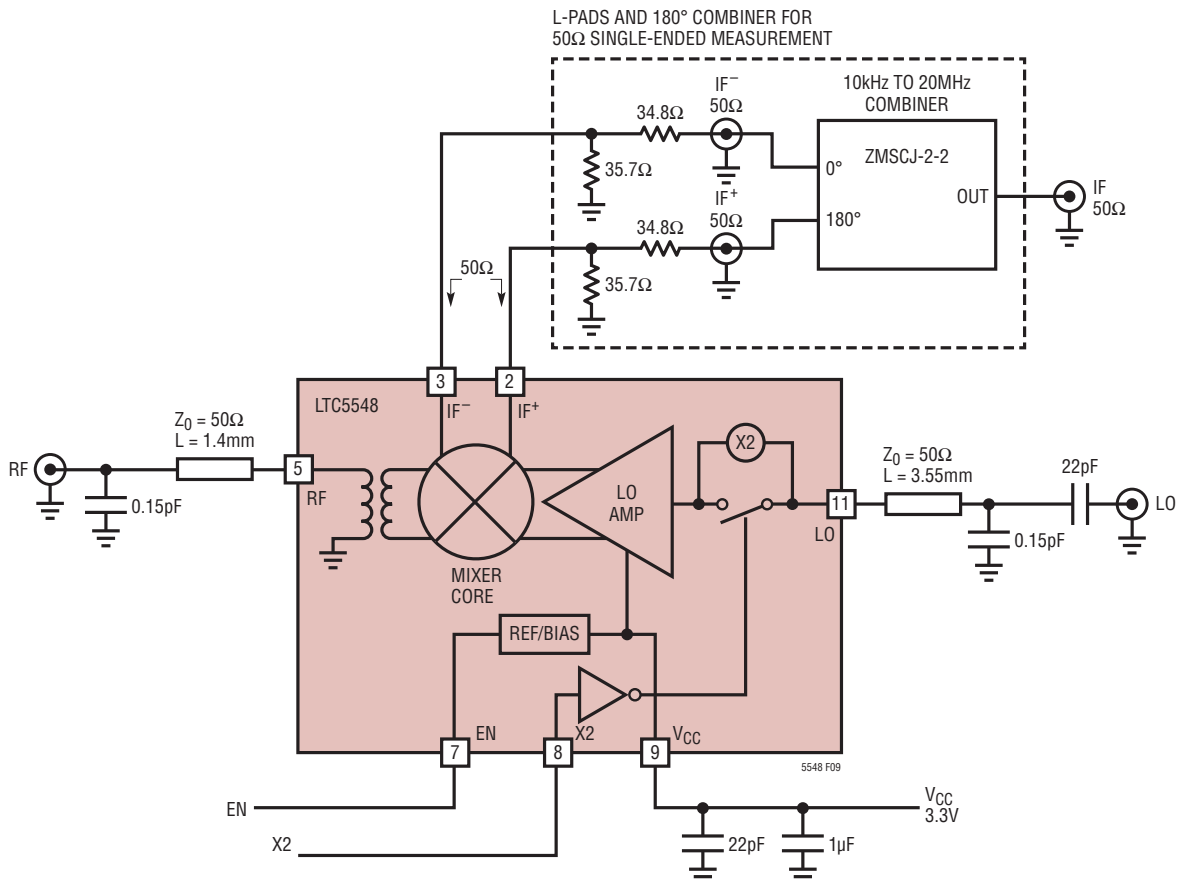 L-PADS AND 180° COMBINER FOR
50Ω SINGLE-ENDED MEASUREMENT
IF⁻
50Ω
10kHz TO 20MHz
COMBINER
34.8Ω
35.7Ω
0°
ZMSCJ-2-2
IF⁺
50Ω
OUT
IF
50Ω
34.8Ω
180°
35.7Ω
50Ω
3
2
LTC5548
IF⁻
IF⁺
Z0 = 50Ω
L = 1.4mm
RF
5
RF
0.15pF
X2
LO
AMP
11
LO
Z0 = 50Ω
L = 3.55mm
22pF
LO
0.15pF
MIXER
CORE
REF/BIAS
EN
X2
VCC
7
8
9
5548 F09
EN
X2
VCC
3.3V
22pF
1µF